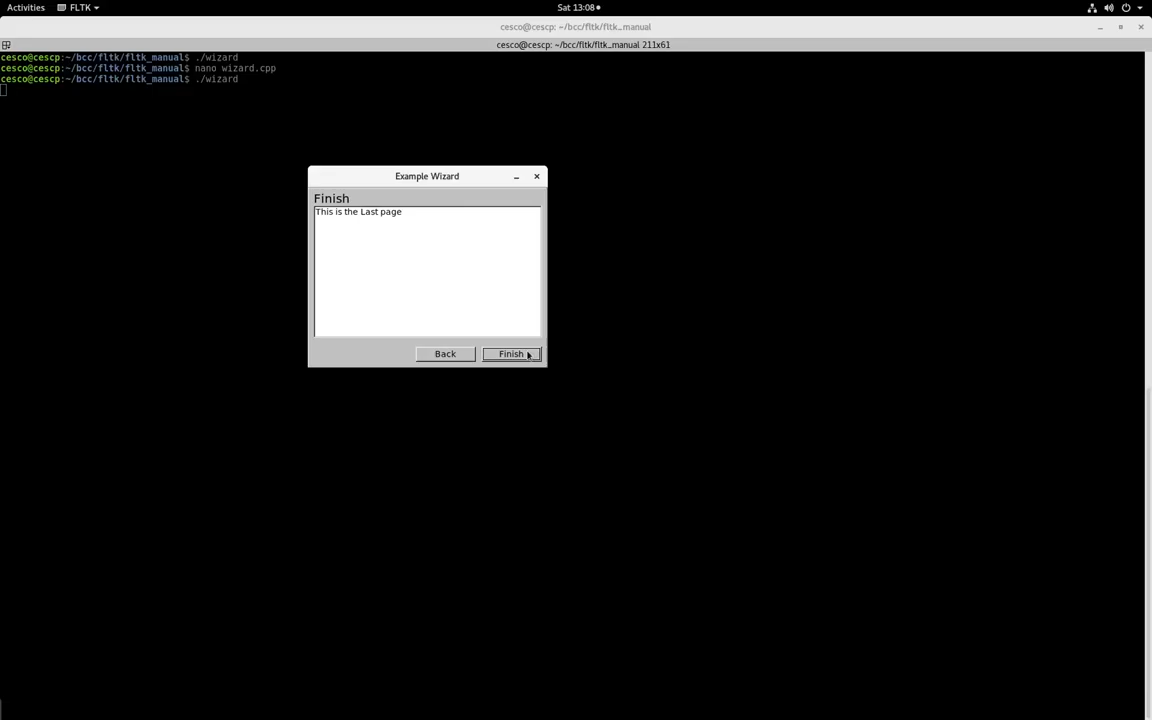 Activities FLTK Sat 13:08
cesco@cescp: ~/bcc/fltk/fltk_manual
cesco@cescp: ~/bcc/fltk/fltk_manual 211x61
cesco@cescp:~/bcc/fltk/fltk_manual$ ./wizard
cesco@cescp:~/bcc/fltk/fltk_manual$ nano wizard.cpp
cesco@cescp:~/bcc/fltk/fltk_manual$ ./wizard
Example Wizard
Finish
This is the Last page
Back Finish